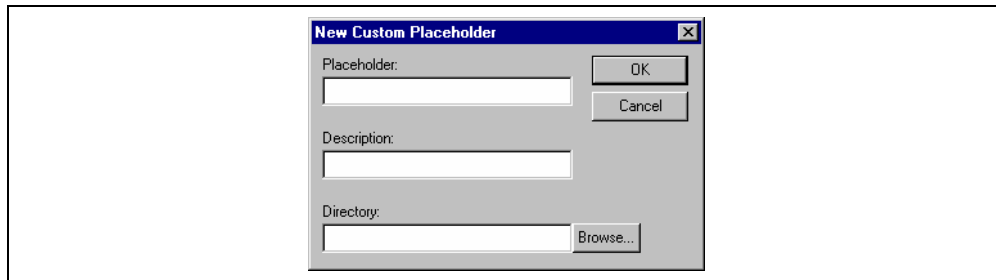 New Custom Placeholder
Placeholder:
OK
Cancel
Description:
Directory:
Browse...